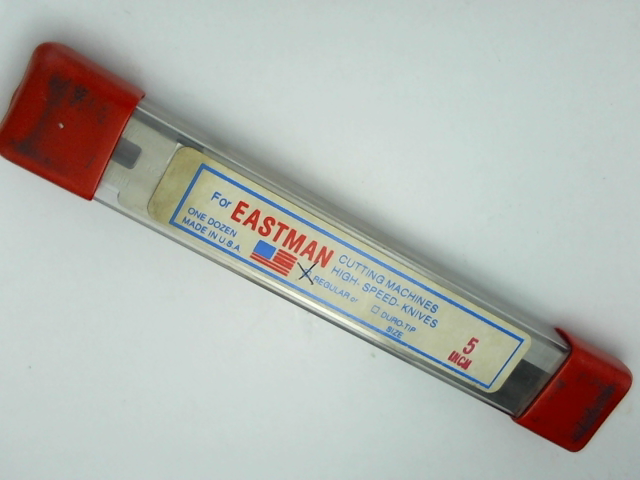 For EASTMAN CUTTING MACHINES
HIGH-SPEED-KNIVES
ONE DOZEN
MADE IN U.S.A
REGULAR or
DURO-TIP
SIZE
5
INCH